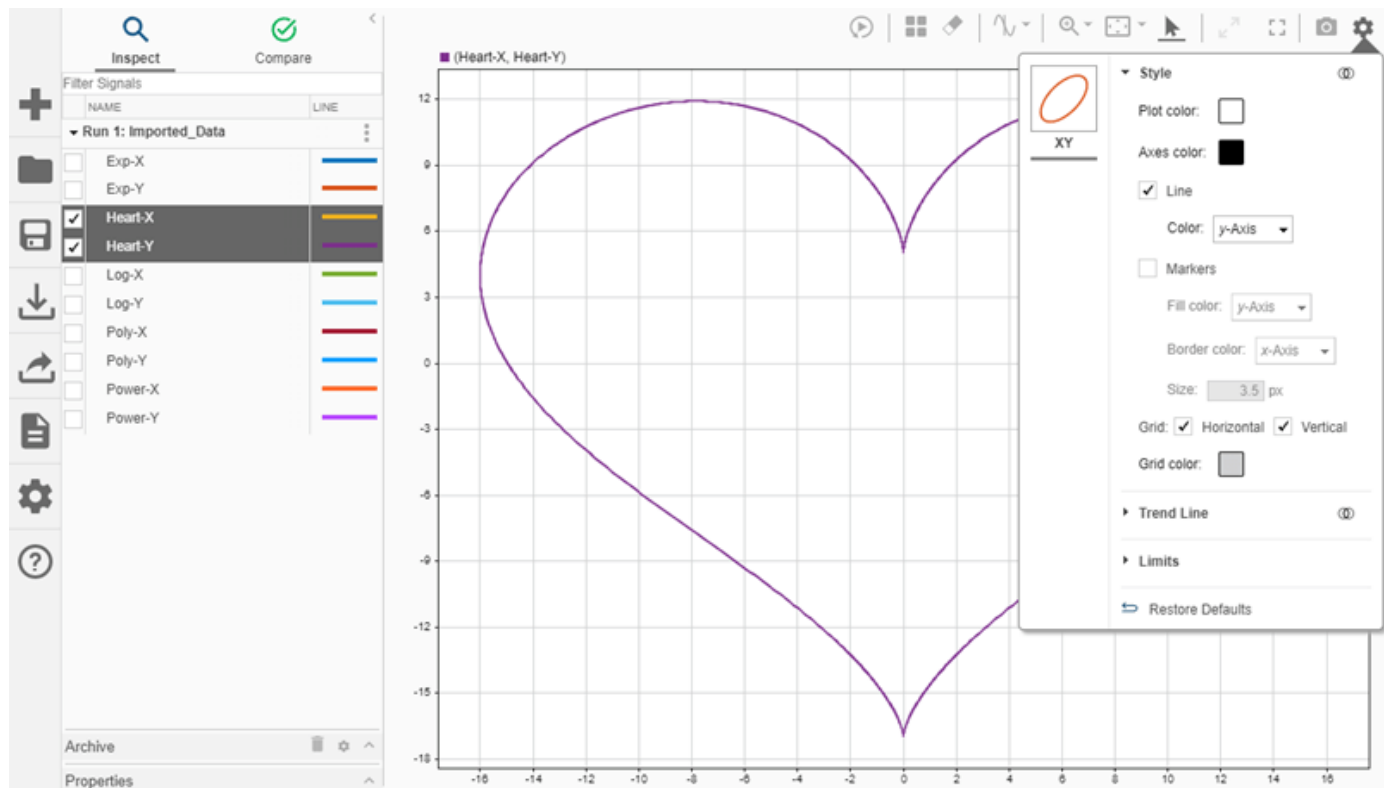 Inspect
Compare
Filter Signals
NAME
LINE
Run 1: Imported_Data
Exp-X
Exp-Y
Heart-X
Heart-Y
Log-X
Log-Y
Poly-X
Poly-Y
Power-X
Power-Y
Archive
Properties
(Heart-X, Heart-Y)
12
9
6
3
0
-3
-6
-9
-12
-15
-18
-16 -14 -12 -10 -8 -6 -4 -2 0 2 4 6 8 10 12 14 16
XY
Style
Plot color:
Axes color:
Line
Color: y-Axis
Markers
Fill color: y-Axis
Border color: x-Axis
Size: 3.5 px
Grid: Horizontal Vertical
Grid color:
Trend Line
Limits
Restore Defaults